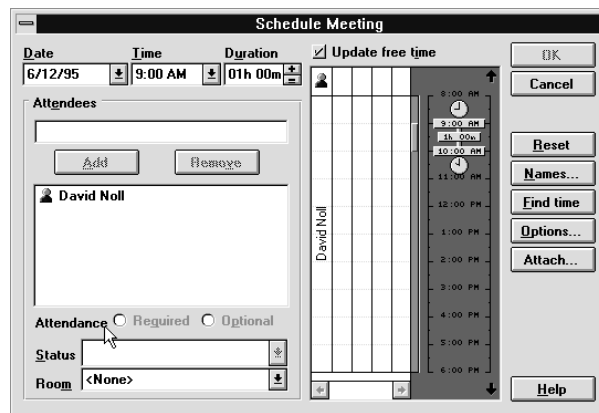 Schedule Meeting
Date Time Duration
6/12/95 9:00 AM 01h 00m
Attendees
Add Remove
David Noll
Attendance Required Optional
Status
Room <None>
Update free time
David Noll
8:00 AM
9:00 AM
1h 00m
10:00 AM
11:00 AM
12:00 PM
1:00 PM
2:00 PM
3:00 PM
4:00 PM
5:00 PM
6:00 PM
OK
Cancel
Reset
Names...
Find time
Options...
Attach...
Help